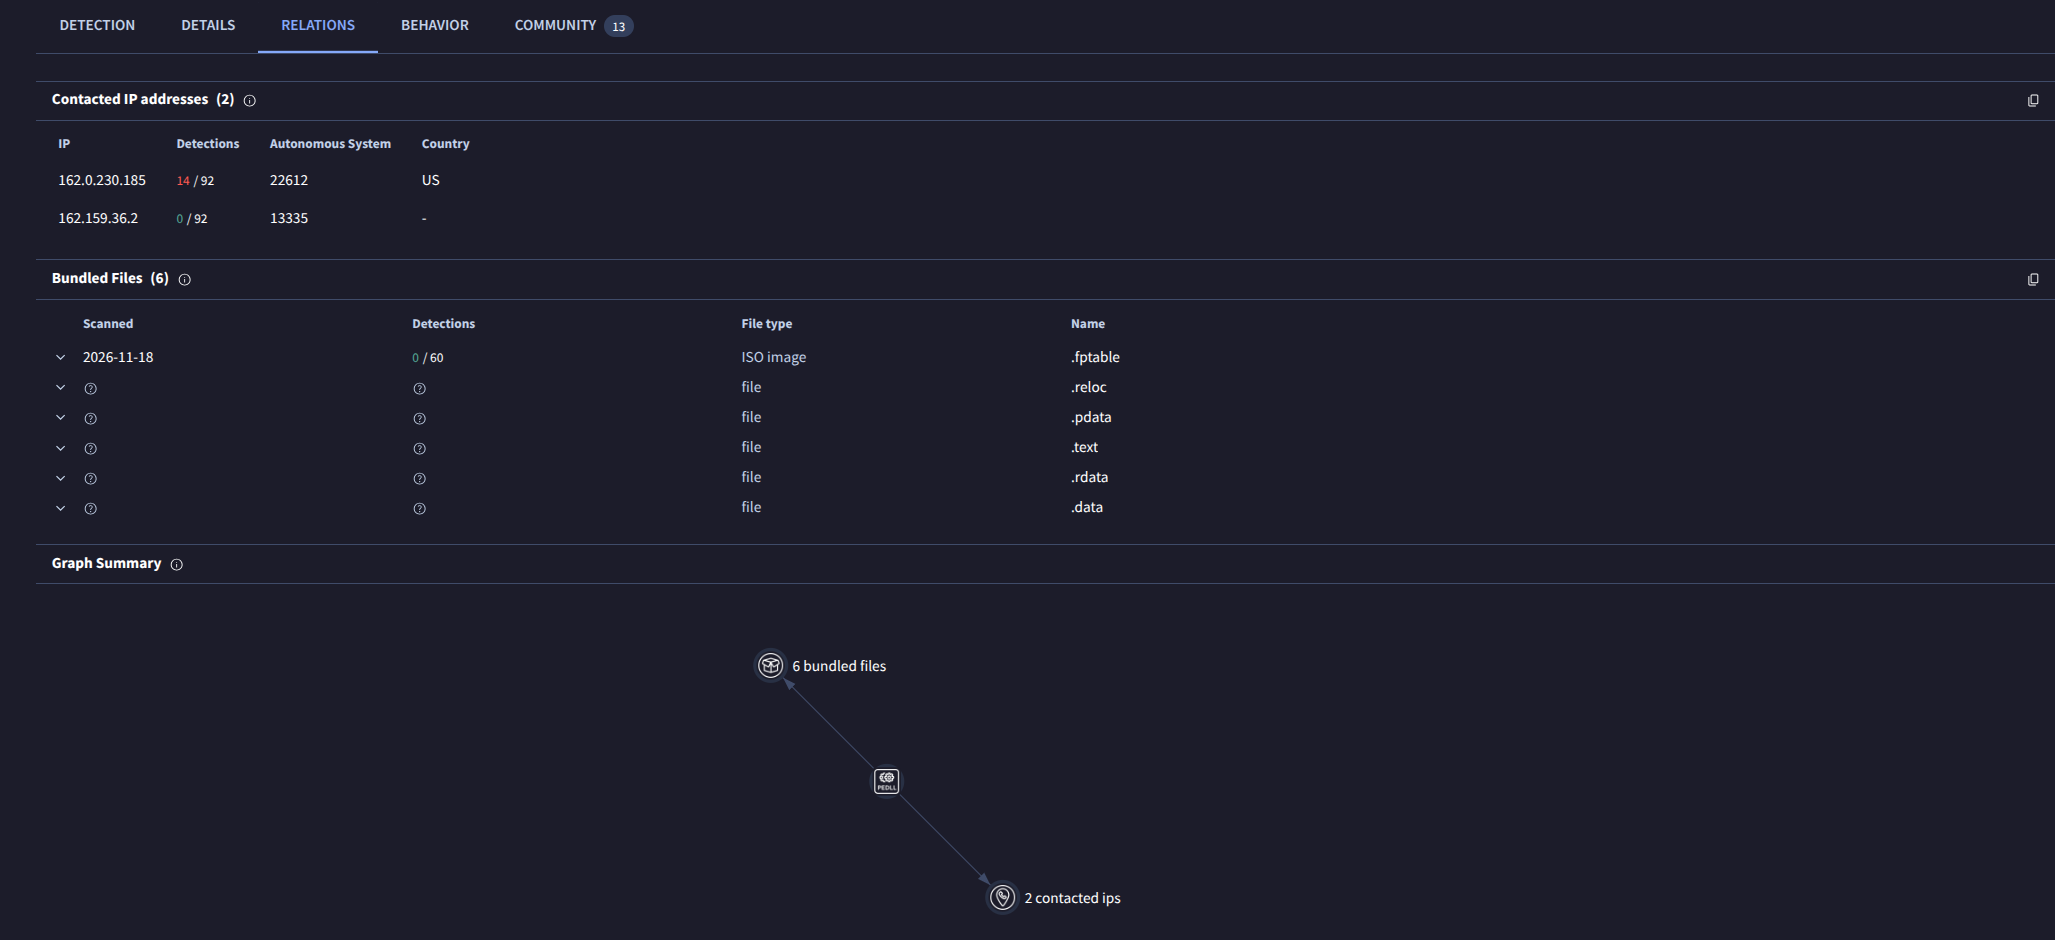 DETECTION DETAILS RELATIONS BEHAVIOR COMMUNITY 13
Contacted IP addresses (2)
IP Detections Autonomous System Country
162.0.230.185 14 / 92 22612 US
162.159.36.2 0 / 92 13335 -
Bundled Files (6)
Scanned Detections File type Name
2026-11-18 0 / 60 ISO image .fptable
? ? file .reloc
? ? file .pdata
? ? file .text
? ? file .rdata
? ? file .data
Graph Summary
6 bundled files
PEDLL
2 contacted ips